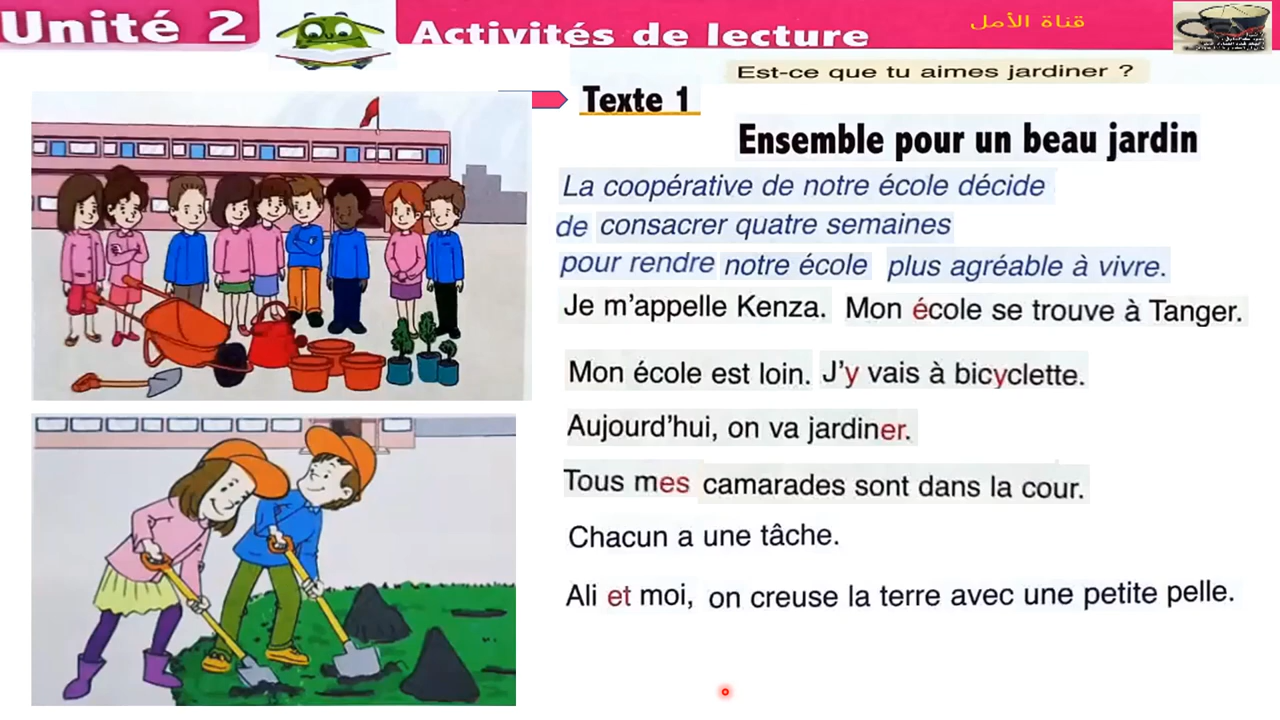 Unité 2
Activités de lecture
قناة الأمل
Est-ce que tu aimes jardiner ?
Texte 1
Ensemble pour un beau jardin
La coopérative de notre école décide
de consacrer quatre semaines
pour rendre notre école plus agréable à vivre.
Je m'appelle Kenza. Mon école se trouve à Tanger.
Mon école est loin. J'y vais à bicyclette.
Aujourd'hui, on va jardiner.
Tous mes camarades sont dans la cour.
Chacun a une tâche.
Ali et moi, on creuse la terre avec une petite pelle.